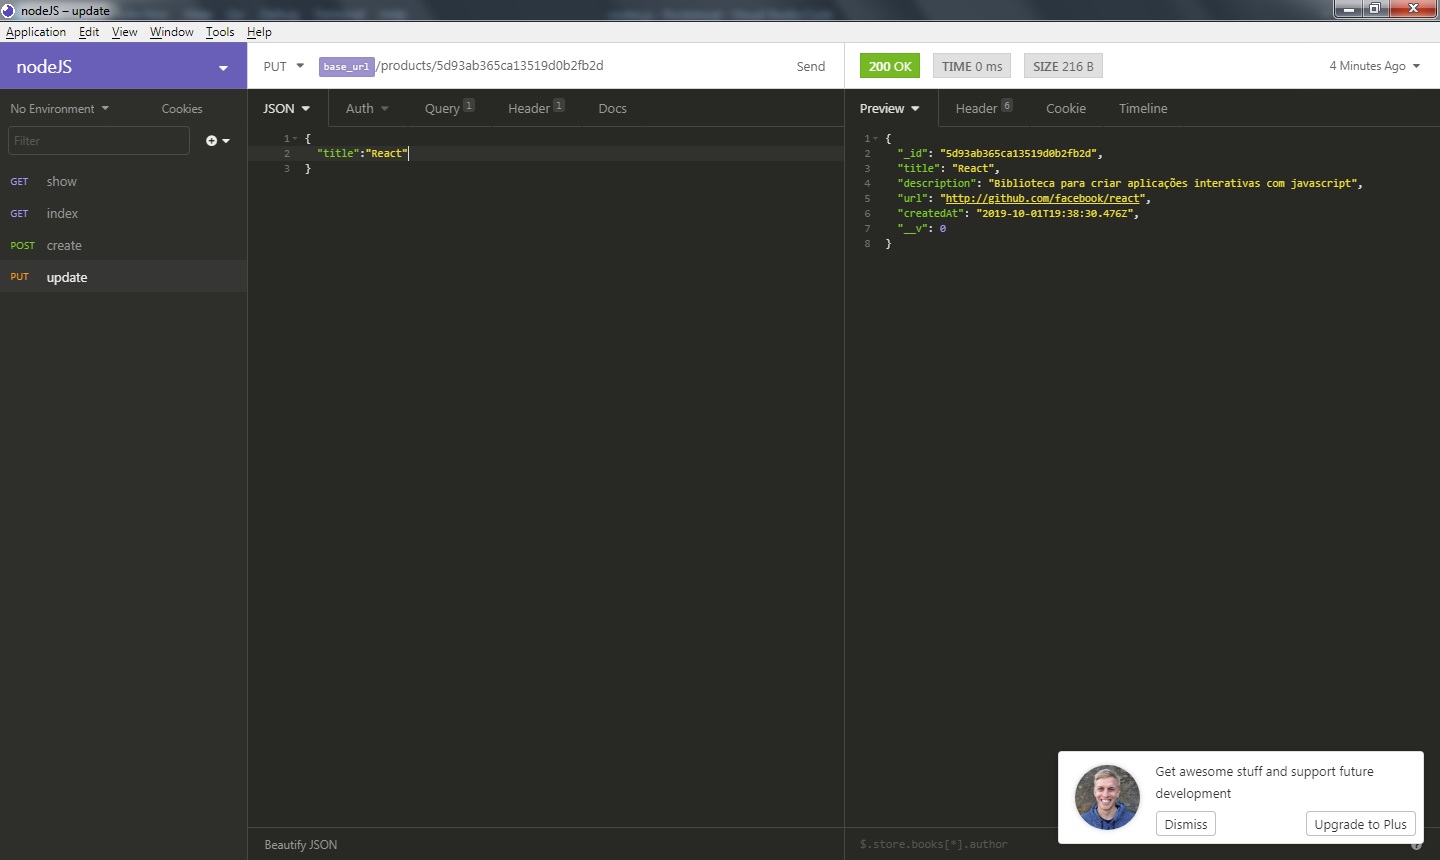 nodeJS – update
Application Edit View Window Tools Help
nodeJS
PUT base_url/products/5d93ab365ca13519d0b2fb2d Send
200 OK TIME 0 ms SIZE 216 B 4 Minutes Ago
No Environment Cookies
JSON Auth Query 1 Header 1 Docs
Preview Header 6 Cookie Timeline
Filter
GET show
GET index
POST create
PUT update
1 {
2 "title":"React"
3 }
1 {
2 "_id": "5d93ab365ca13519d0b2fb2d",
3 "title": "React",
4 "description": "Biblioteca para criar aplicações interativas com javascript",
5 "url": "http://github.com/facebook/react",
6 "createdAt": "2019-10-01T19:38:30.476Z",
7 "__v": 0
8 }
Get awesome stuff and support future
development
Dismiss Upgrade to Plus
Beautify JSON
$.store.books[*].author